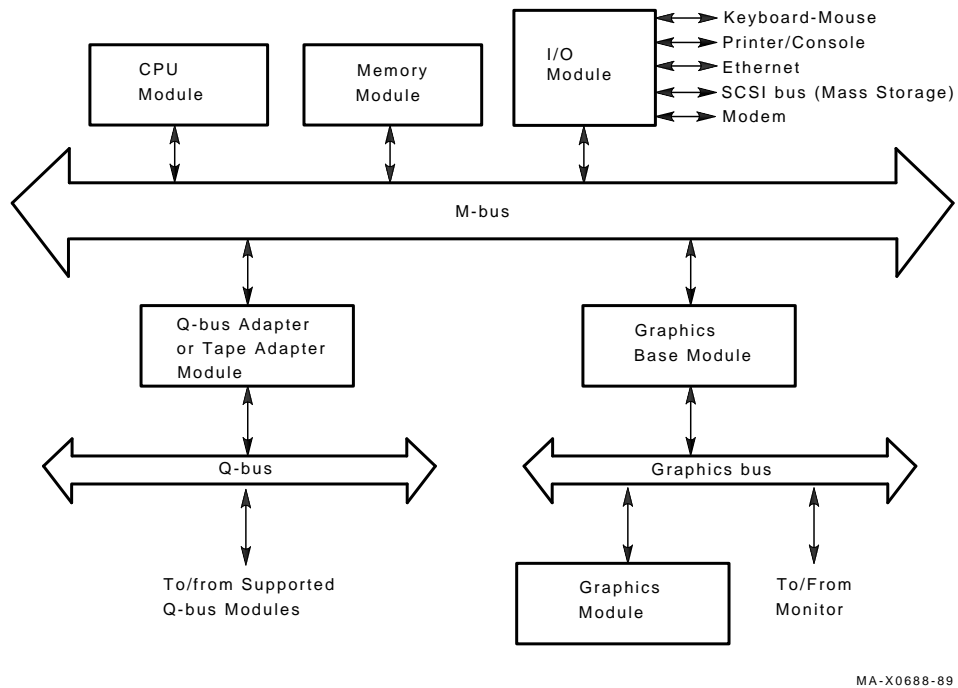 CPU
Module
Memory
Module
I/O
Module
Keyboard-Mouse
Printer/Console
Ethernet
SCSI bus (Mass Storage)
Modem
M-bus
Q-bus Adapter
or Tape Adapter
Module
Graphics
Base Module
Q-bus
Graphics bus
To/from Supported
Q-bus Modules
Graphics
Module
To/From
Monitor
MA-X0688-89